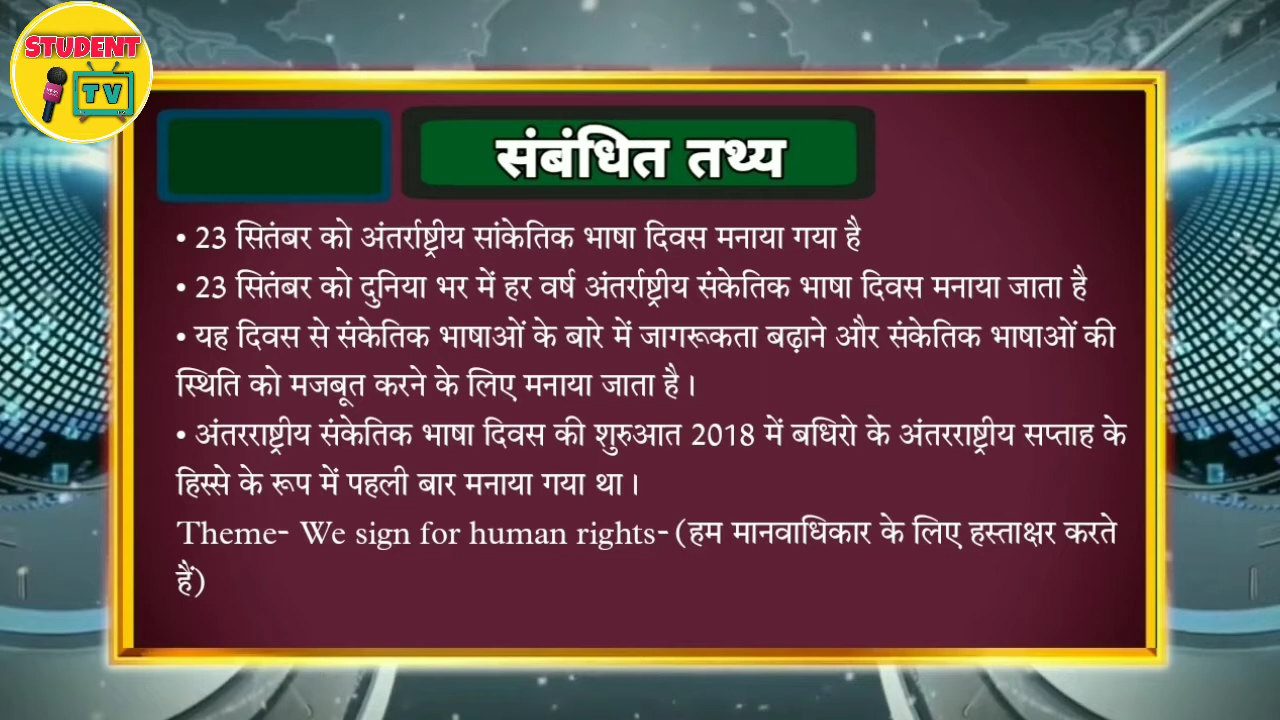 STUDENT
TV
संबंधित तथ्य
• 23 सितंबर को अंतर्राष्ट्रीय सांकेतिक भाषा दिवस मनाया गया है
• 23 सितंबर को दुनिया भर में हर वर्ष अंतर्राष्ट्रीय संकेतिक भाषा दिवस मनाया जाता है
• यह दिवस से संकेतिक भाषाओं के बारे में जागरूकता बढ़ाने और संकेतिक भाषाओं की
स्थिति को मजबूत करने के लिए मनाया जाता है ।
• अंतरराष्ट्रीय संकेतिक भाषा दिवस की शुरुआत 2018 में बधिरो के अंतरराष्ट्रीय सप्ताह के
हिस्से के रूप में पहली बार मनाया गया था ।
Theme- We sign for human rights-(हम मानवाधिकार के लिए हस्ताक्षर करते
हैं)